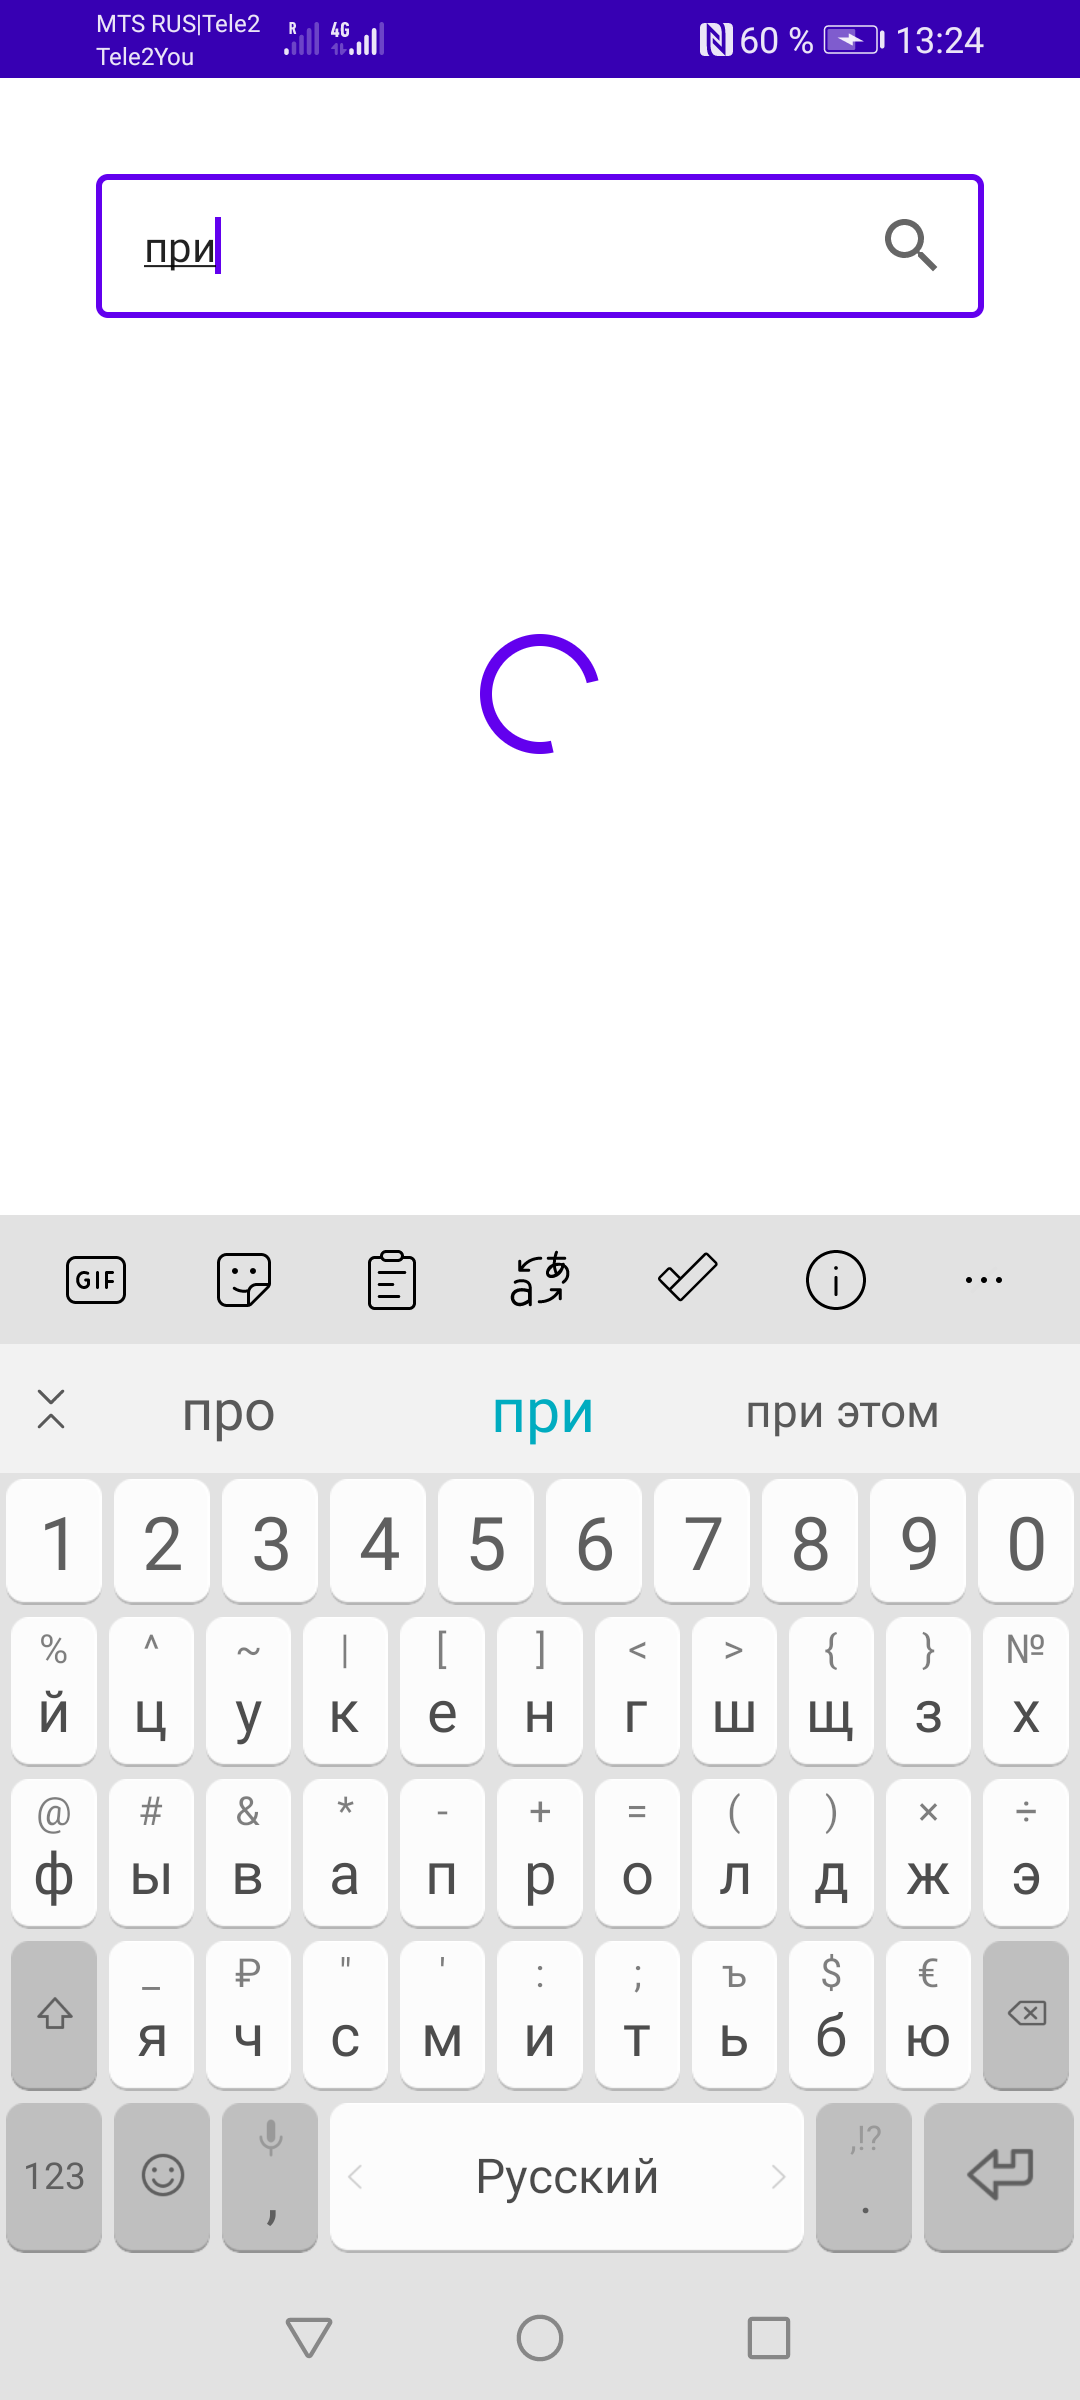 MTS RUS|Tele2
Tele2You
R
4G
60 %
13:24
при
GIF
про при при этом
1 2 3 4 5 6 7 8 9 0
% ^ ~ | [ ] < > { } №
й ц у к е н г ш щ з х
@ # & * - + = ( ) × ÷
ф ы в а п р о л д ж э
_ ₽ " ' : ; ъ $ €
я ч с м и т ь б ю
,!?
123 , Русский .